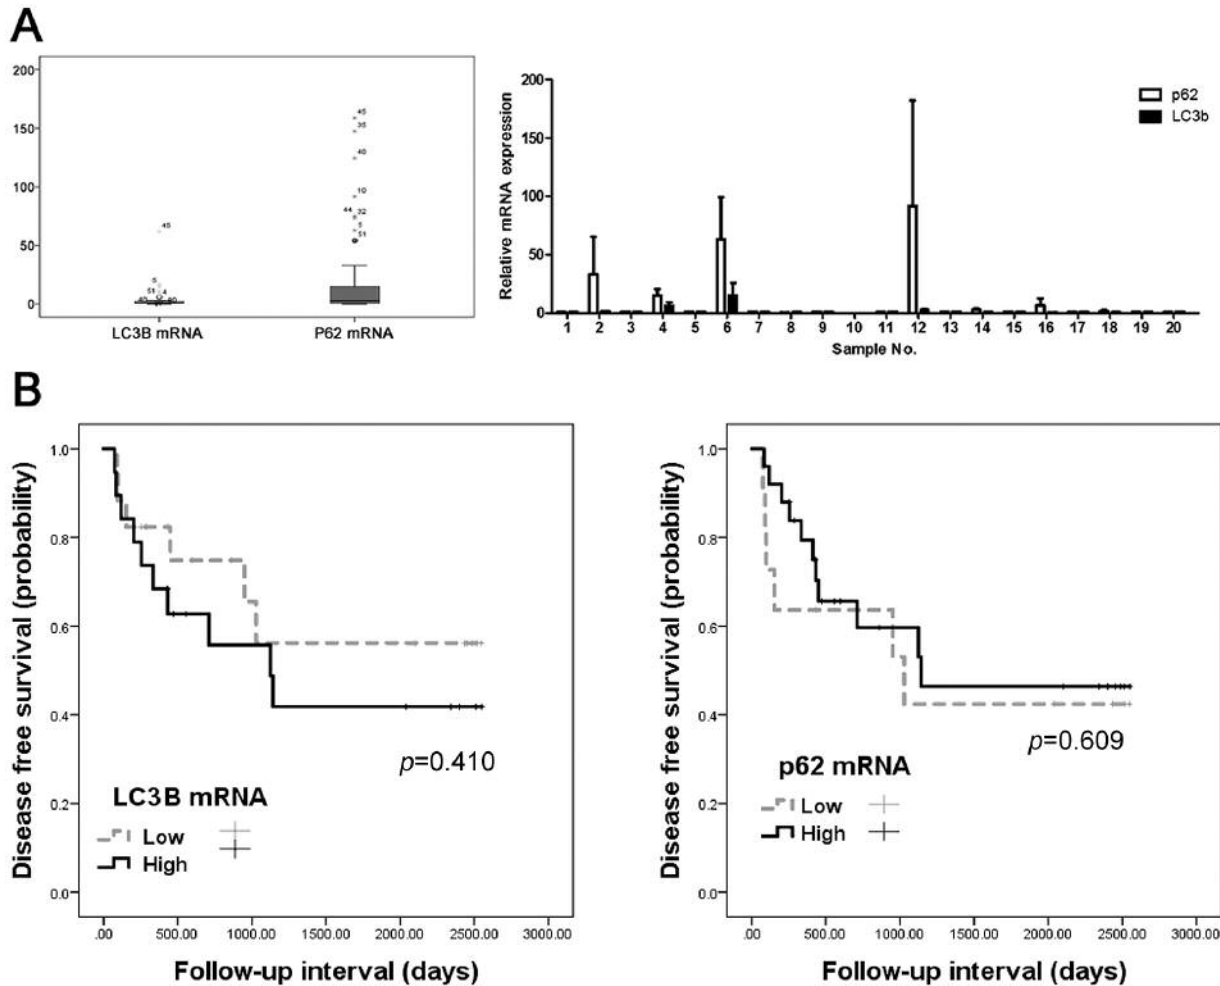 A
200
150
100
50
0
45
35
40
10
44 32
5
51
45
5
51 4
LC3B mRNA P62 mRNA
Relative mRNA expression
200
150
100
50
0
p62
LC3b
1 2 3 4 5 6 7 8 9 10 11 12 13 14 15 16 17 18 19 20
Sample No.
B
Disease free survival (probability)
1.0
0.8
0.6
0.4
0.2
0.0
p=0.410
LC3B mRNA
Low
High
.00 500.00 1000.00 1500.00 2000.00 2500.00 3000.00
Follow-up interval (days)
Disease free survival (probability)
1.0
0.8
0.6
0.4
0.2
0.0
p=0.609
p62 mRNA
Low
High
.00 500.00 1000.00 1500.00 2000.00 2500.00 3000.00
Follow-up interval (days)